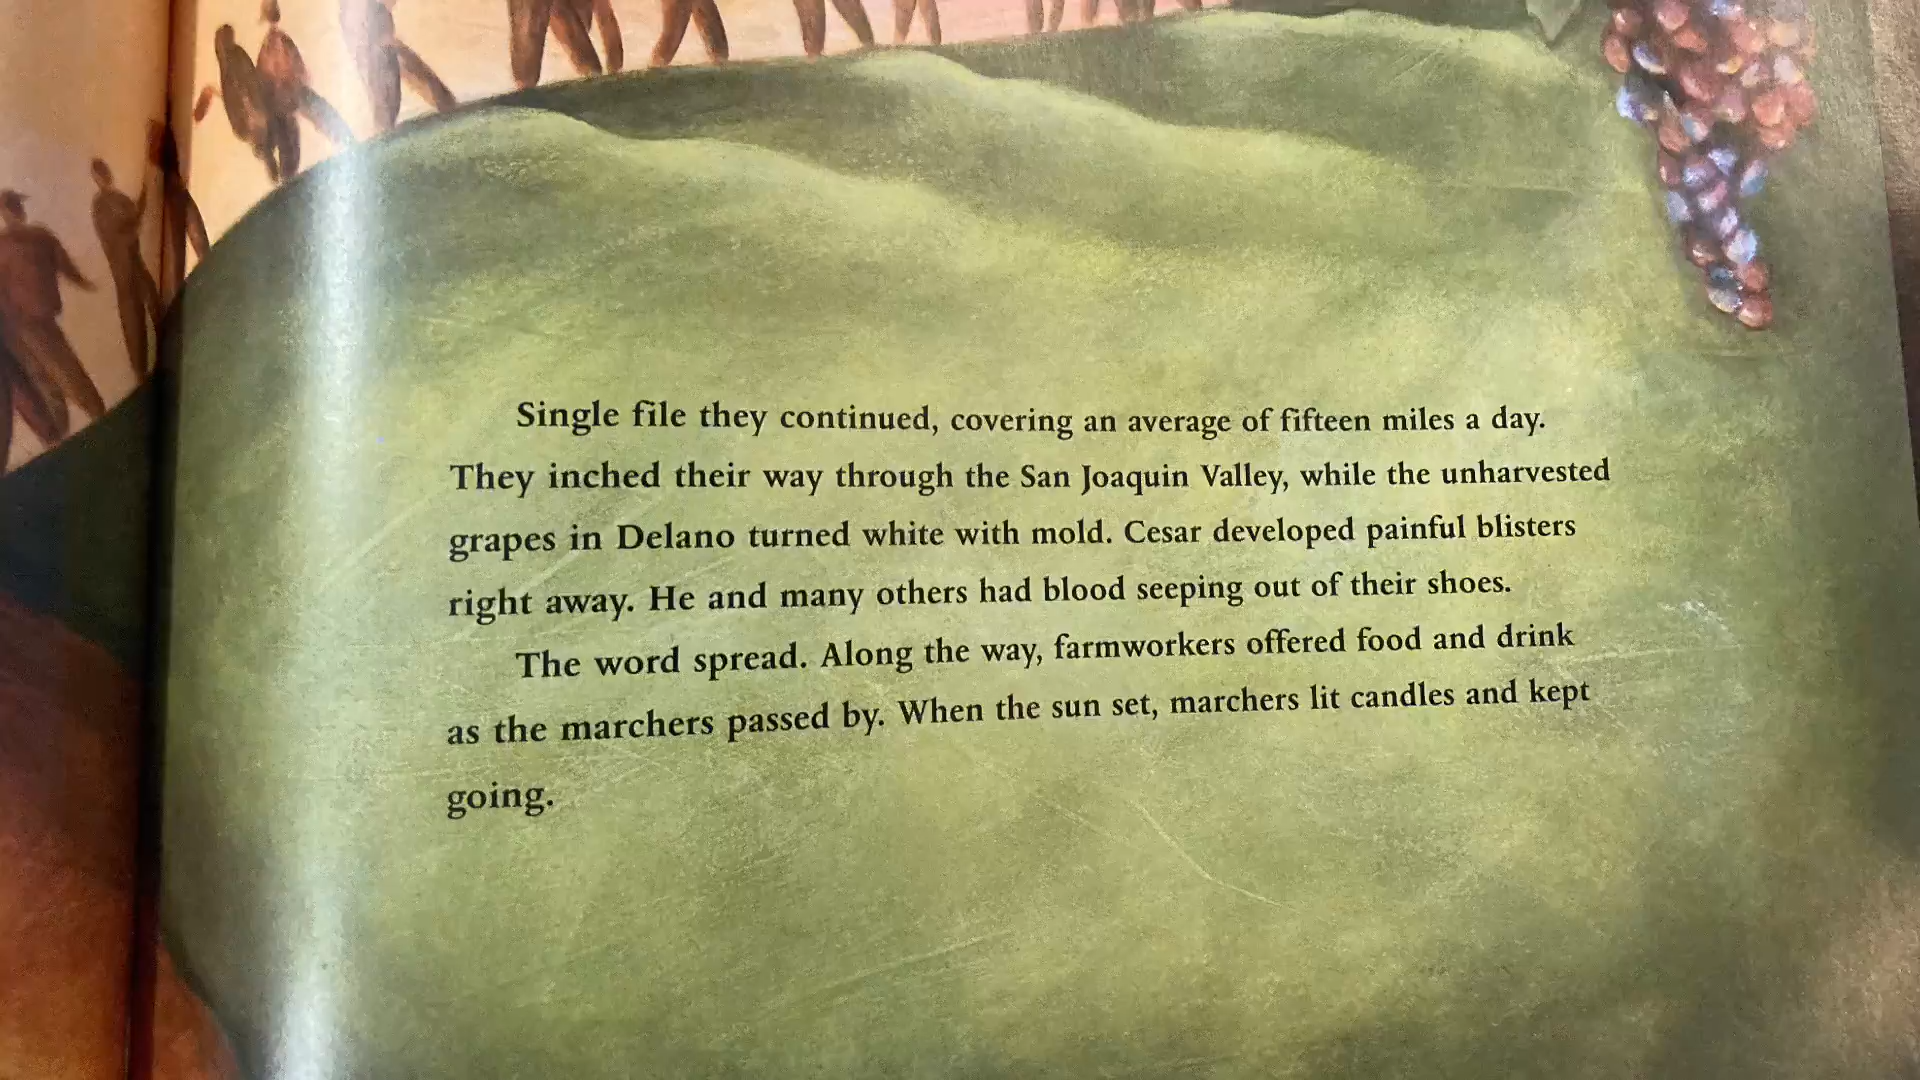 Single file they continued, covering an average of fifteen miles a day.
They inched their way through the San Joaquin Valley, while the unharvested
grapes in Delano turned white with mold. Cesar developed painful blisters
right away. He and many others had blood seeping out of their shoes.
The word spread. Along the way, farmworkers offered food and drink
as the marchers passed by. When the sun set, marchers lit candles and kept
going.